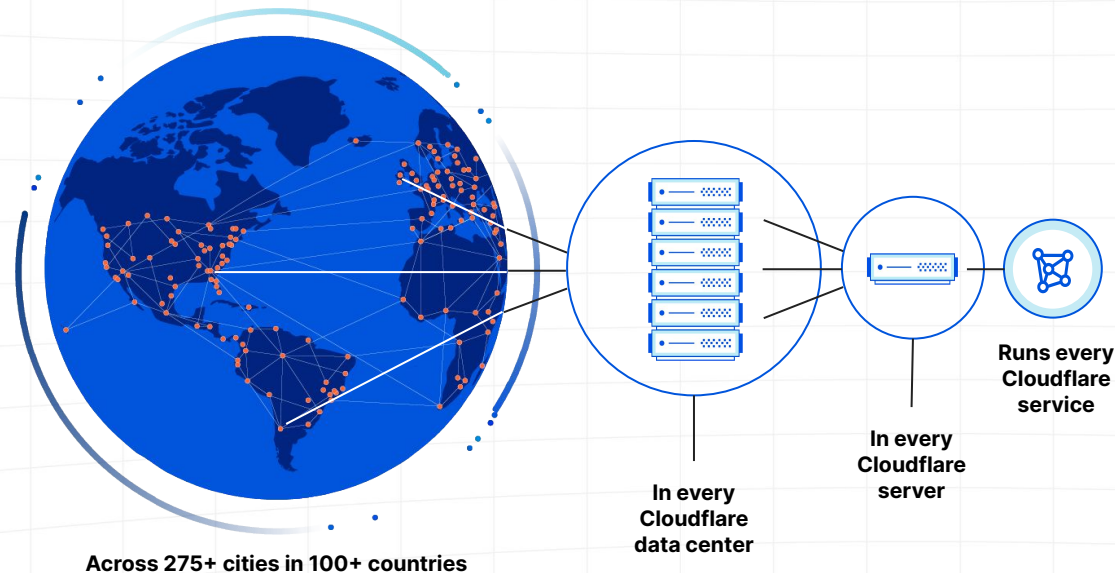 Across 275+ cities in 100+ countries
In every
Cloudflare
data center
In every
Cloudflare
server
Runs every
Cloudflare
service